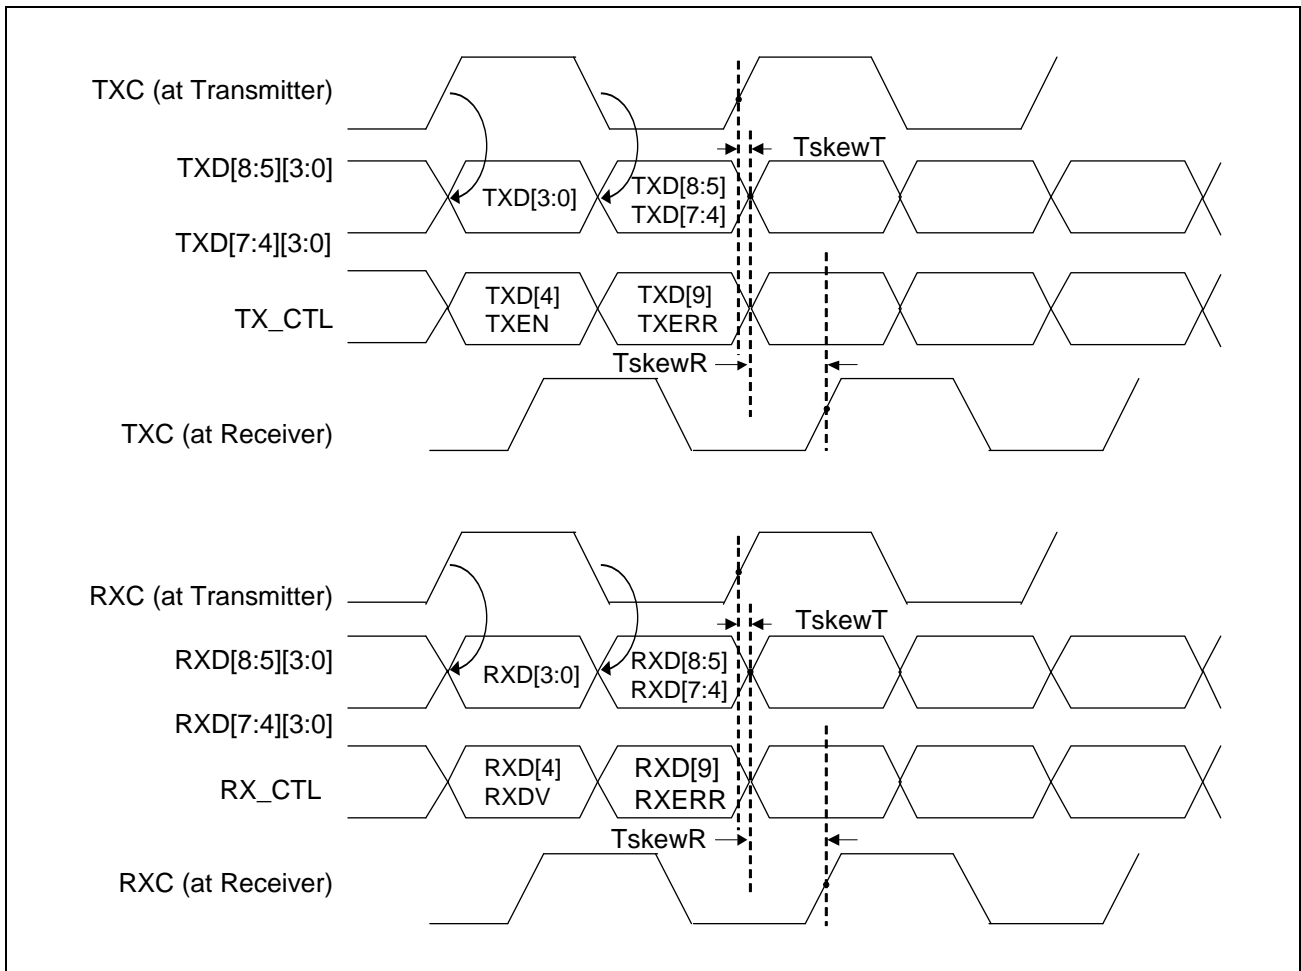 TXC (at Transmitter)
TskewT
TXD[8:5][3:0]
TXD[3:0]
TXD[8:5]
TXD[7:4]
TXD[7:4][3:0]
TX_CTL
TXD[4]
TXEN
TXD[9]
TXERR
TskewR
TXC (at Receiver)
RXC (at Transmitter)
TskewT
RXD[8:5][3:0]
RXD[3:0]
RXD[8:5]
RXD[7:4]
RXD[7:4][3:0]
RX_CTL
RXD[4]
RXDV
RXD[9]
RXERR
TskewR
RXC (at Receiver)